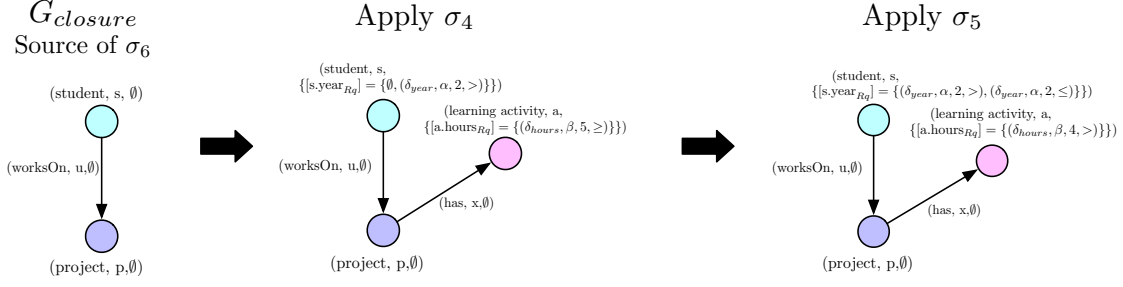 G_closure
Source of σ₆
(student, s, ∅)
(worksOn, u,∅)
(project, p,∅)
Apply σ₄
(student, s,
{[s.year_Rq] = {∅, (δ_year, α, 2, >)}})
(learning activity, a,
{[a.hours_Rq] = {(δ_hours, β, 5, ≥)}})
(worksOn, u,∅)
(has, x,∅)
(project, p,∅)
Apply σ₅
(student, s,
{[s.year_Rq] = {(δ_year, α, 2, >), (δ_year, α, 2, ≤)}})
(learning activity, a,
{[a.hours_Rq] = {(δ_hours, β, 4, >)}})
(worksOn, u,∅)
(has, x,∅)
(project, p,∅)